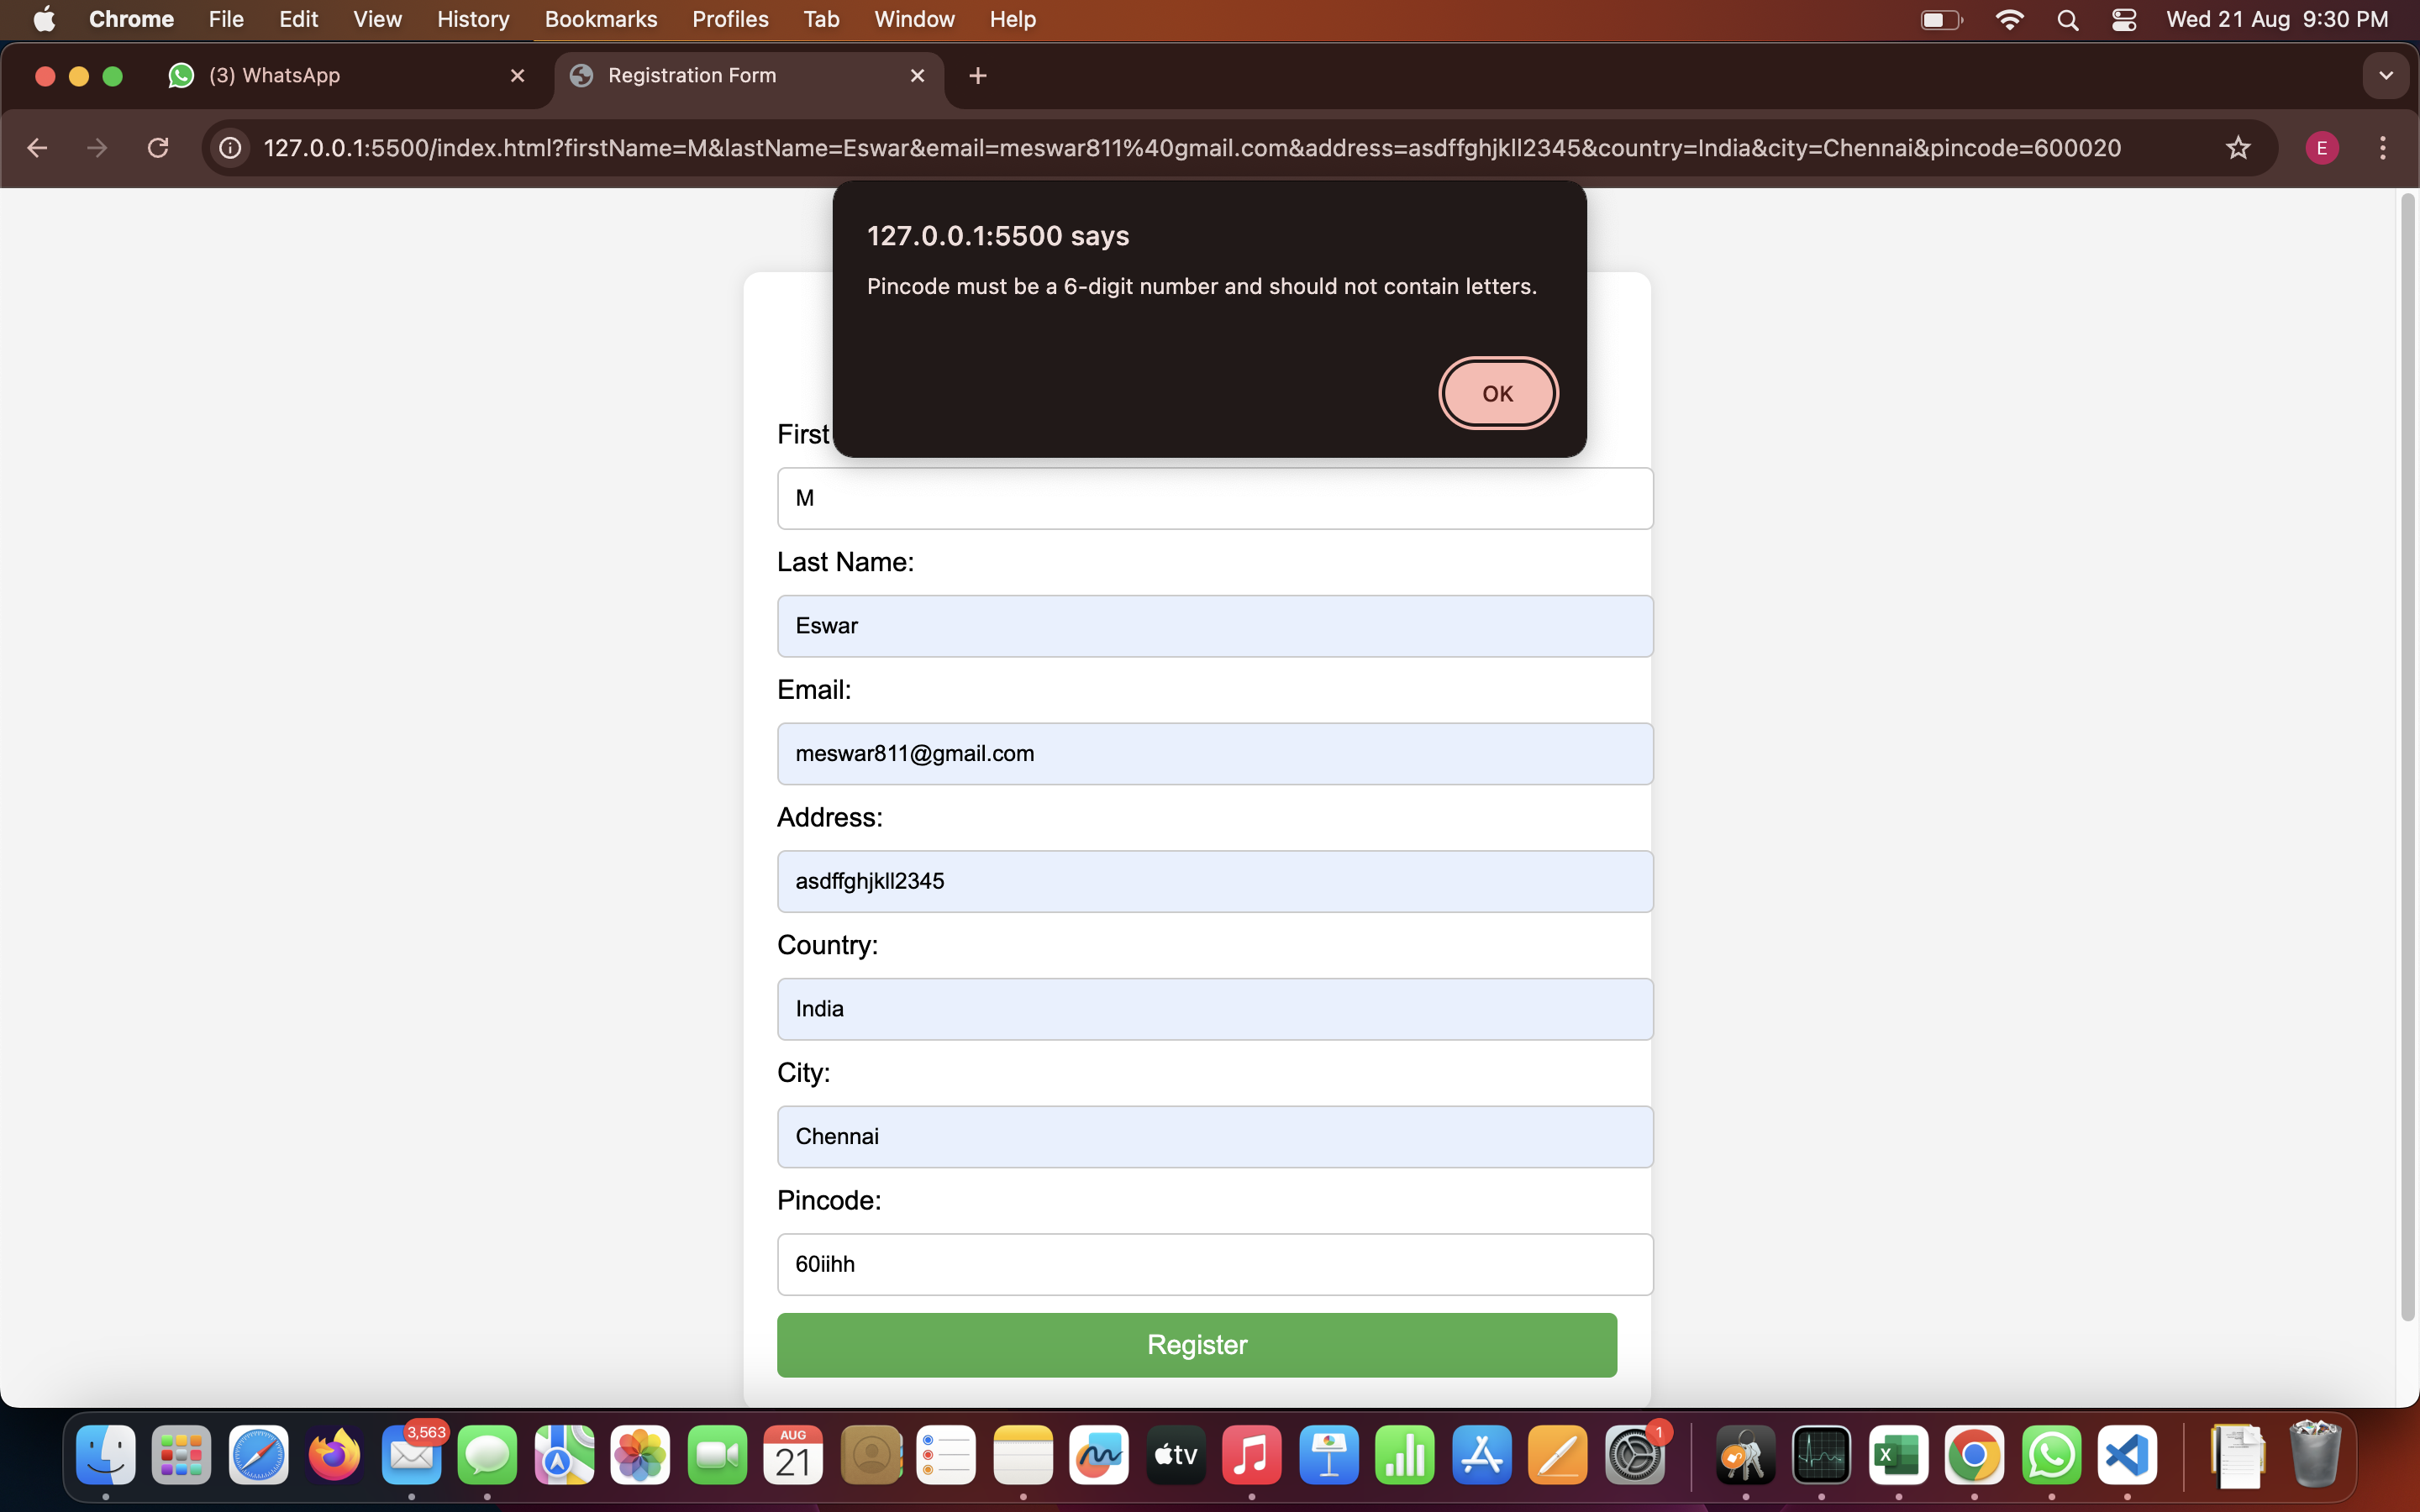 Chrome File Edit View History Bookmarks Profiles Tab Window Help Wed 21 Aug 9:30 PM
(3) WhatsApp Registration Form
127.0.0.1:5500/index.html?firstName=M&lastName=Eswar&email=meswar811%40gmail.com&address=asdffghjkll2345&country=India&city=Chennai&pincode=600020 E
127.0.0.1:5500 says
Pincode must be a 6-digit number and should not contain letters.
OK
First
M
Last Name:
Eswar
Email:
meswar811@gmail.com
Address:
asdffghjkll2345
Country:
India
City:
Chennai
Pincode:
60iihh
Register
3,563 AUG 21 tv 1 X